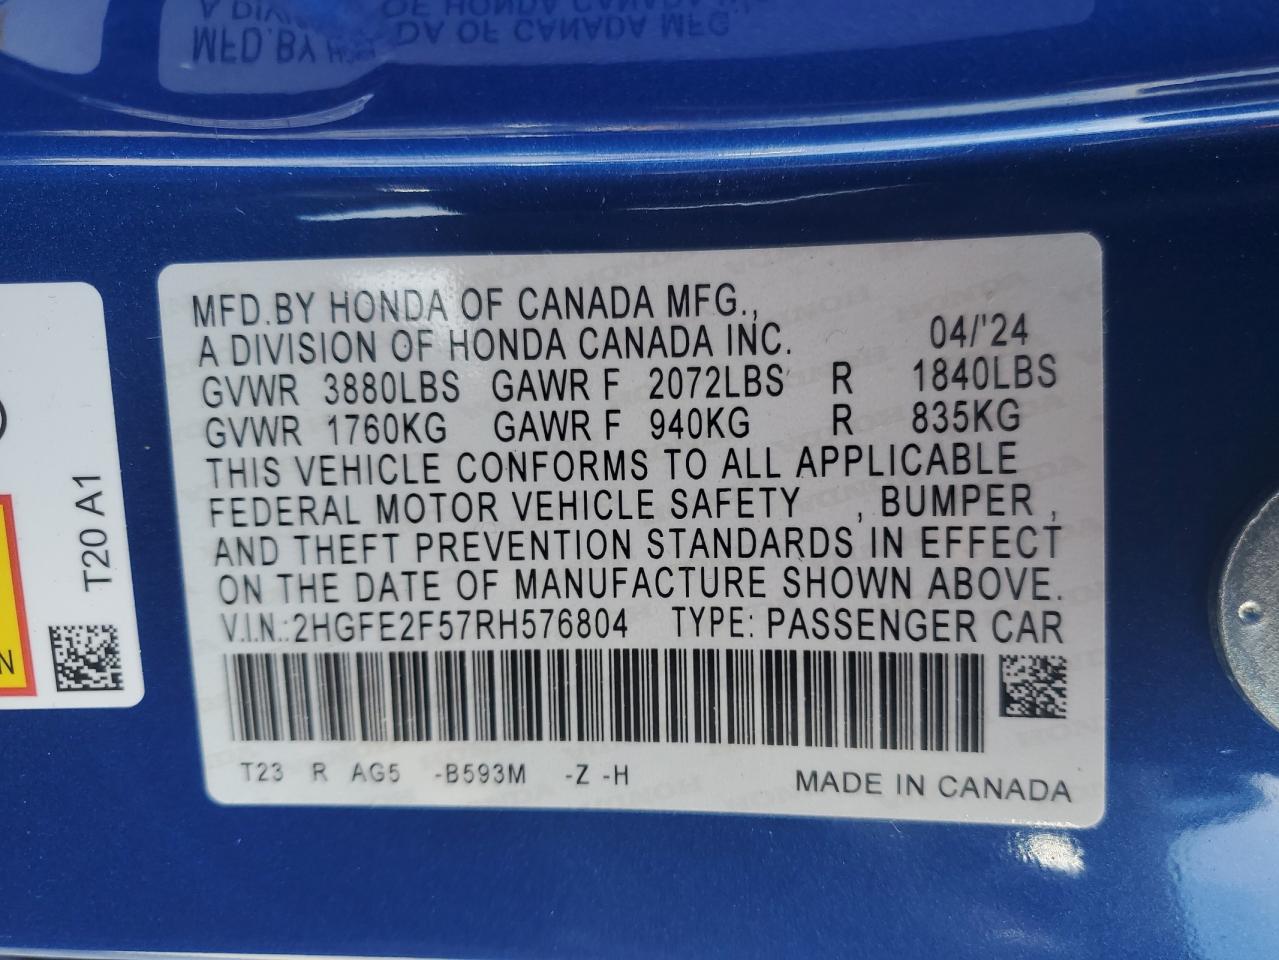 MFD.BY HONDA OF CANADA MFG.,
A DIVISION OF HONDA CANADA INC. 04/'24
GVWR 3880LBS GAWR F 2072LBS R 1840LBS
GVWR 1760KG GAWR F 940KG R 835KG
THIS VEHICLE CONFORMS TO ALL APPLICABLE
FEDERAL MOTOR VEHICLE SAFETY , BUMPER ,
AND THEFT PREVENTION STANDARDS IN EFFECT
ON THE DATE OF MANUFACTURE SHOWN ABOVE.
V.I.N.:2HGFE2F57RH576804 TYPE: PASSENGER CAR
T23 R AG5 -B593M -Z -H MADE IN CANADA
T20 A1
N